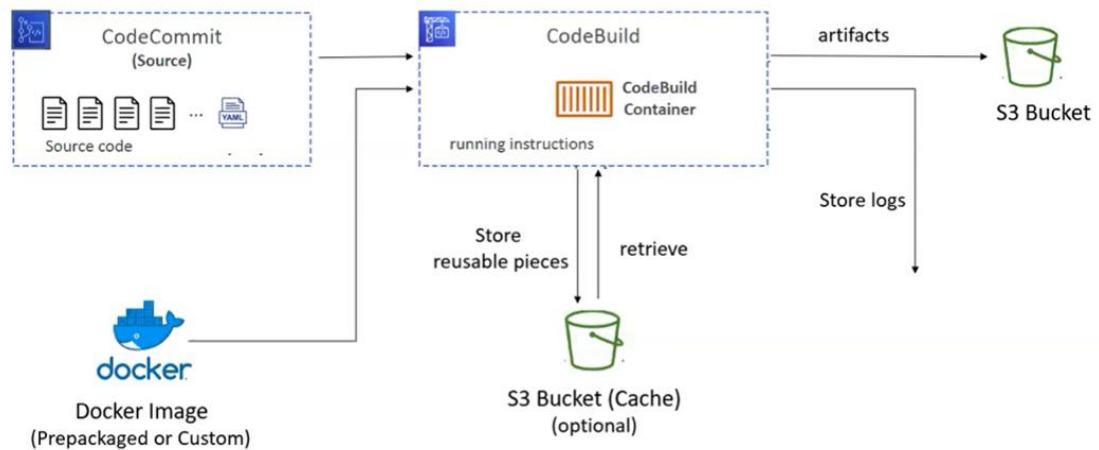 CodeCommit
(Source)
Source code
YAML
CodeBuild
CodeBuild
Container
running instructions
artifacts
S3 Bucket
Store logs
Store
reusable pieces
retrieve
docker
Docker Image
(Prepackaged or Custom)
S3 Bucket (Cache)
(optional)